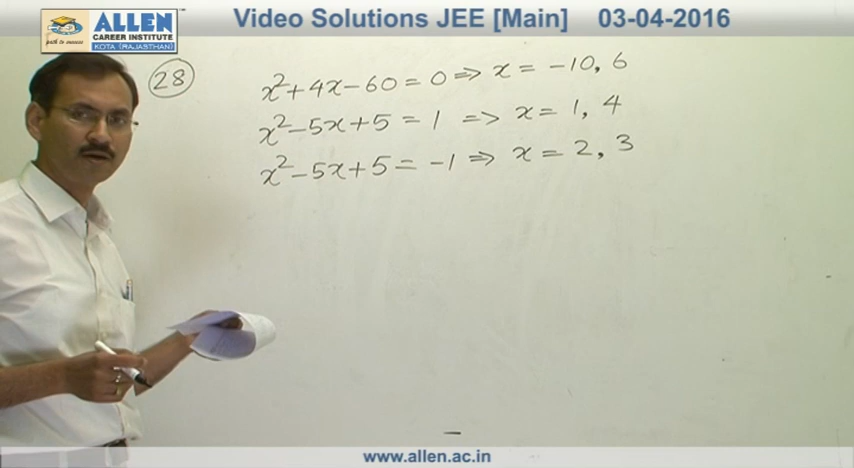 Video Solutions JEE [Main] 03-04-2016
ALLEN
CAREER INSTITUTE
KOTA (RAJASTHAN)
path to success
28
x²+4x-60=0 ⇒ x = -10, 6
x²-5x+5 = 1 ⇒ x = 1, 4
x²-5x+5 = -1 ⇒ x = 2, 3
www.allen.ac.in